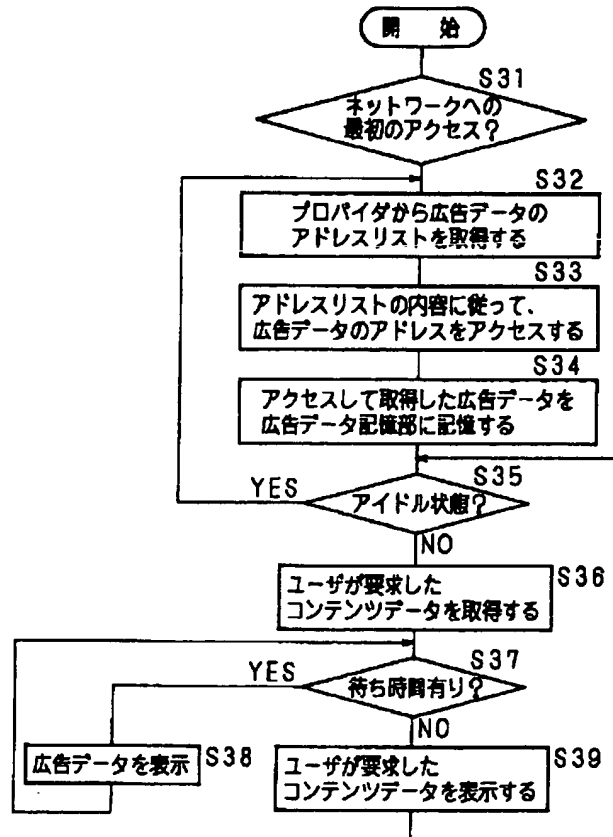 開 始
S31
ネットワークへの
最初のアクセス?
S32
プロバイダから広告データの
アドレスリストを取得する
S33
アドレスリストの内容に従って、
広告データのアドレスをアクセスする
S34
アクセスして取得した広告データを
広告データ記憶部に記憶する
S35
YES
アイドル状態?
NO
S36
ユーザが要求した
コンテンツデータを取得する
S37
YES
待ち時間有り?
NO
広告データを表示
S38
S39
ユーザが要求した
コンテンツデータを表示する